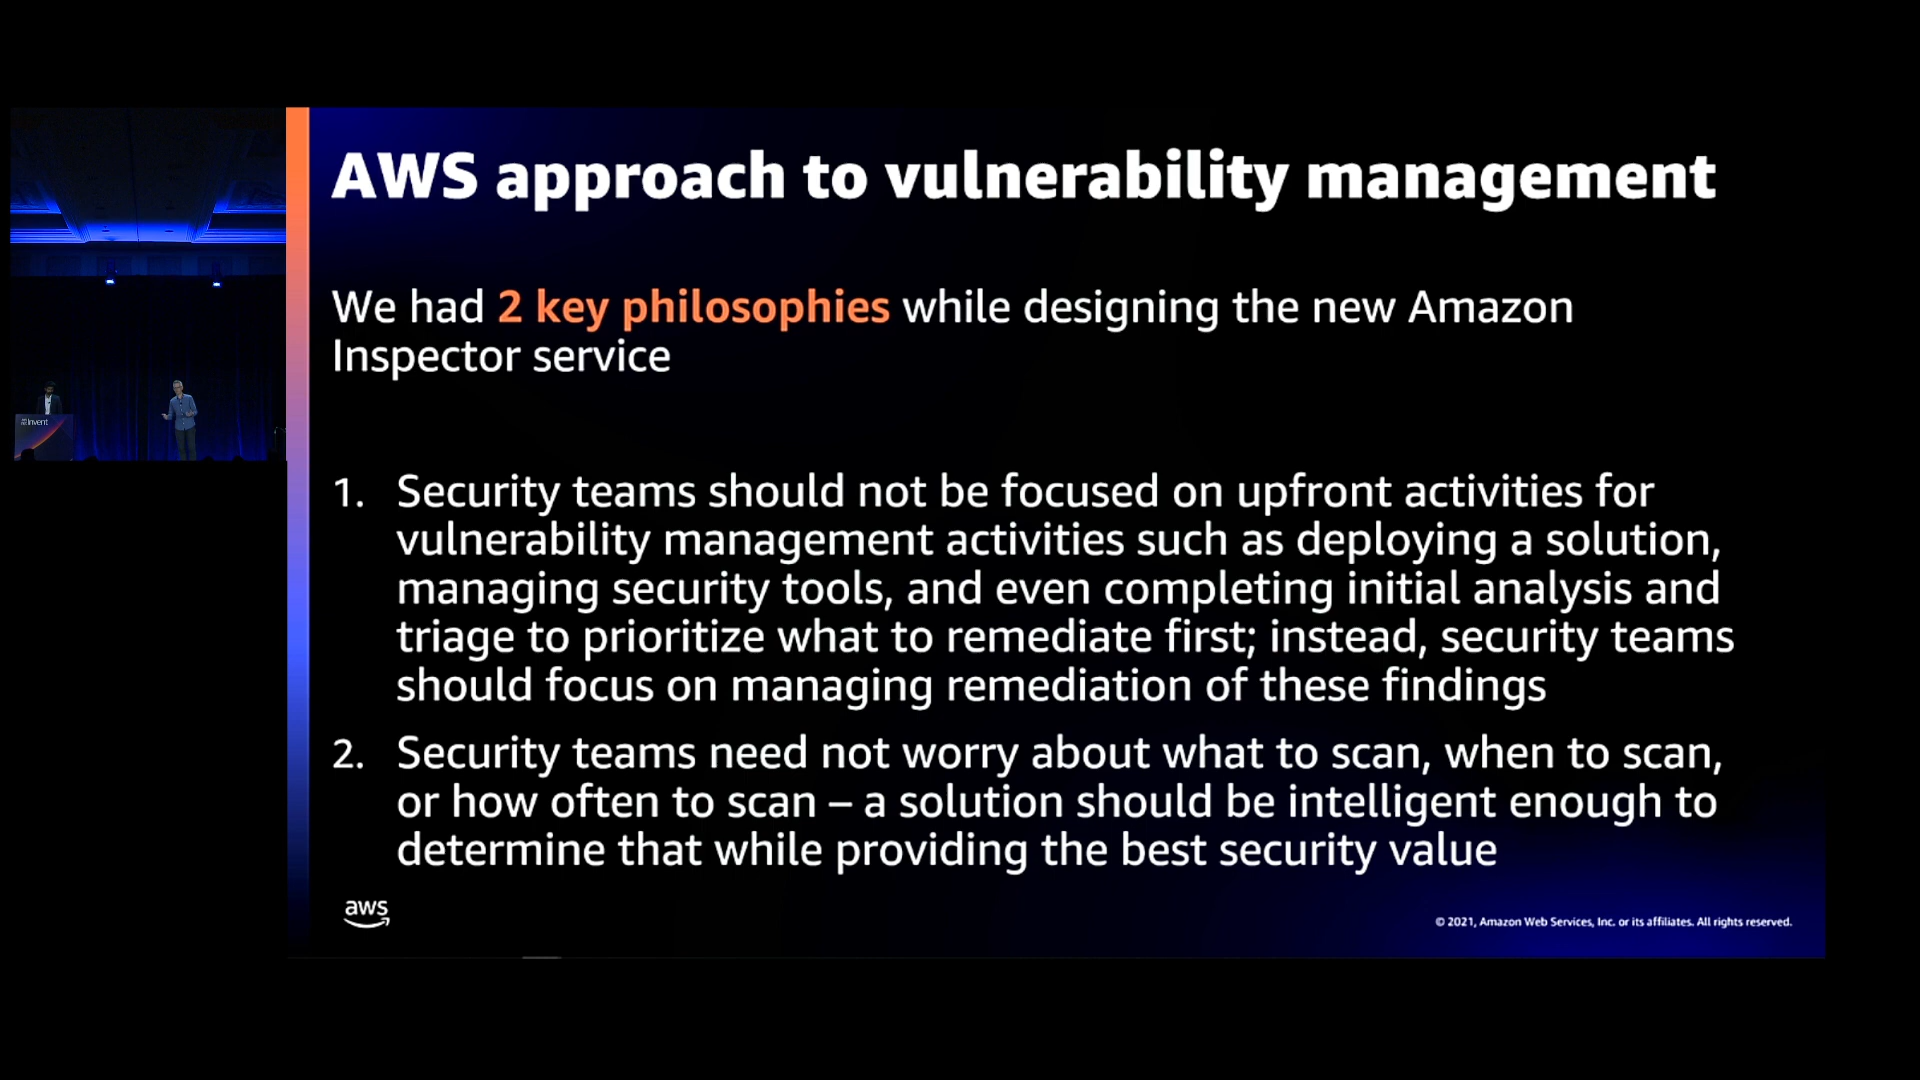 AWS approach to vulnerability management
We had 2 key philosophies while designing the new Amazon
Inspector service
1. Security teams should not be focused on upfront activities for
vulnerability management activities such as deploying a solution,
managing security tools, and even completing initial analysis and
triage to prioritize what to remediate first; instead, security teams
should focus on managing remediation of these findings
2. Security teams need not worry about what to scan, when to scan,
or how often to scan – a solution should be intelligent enough to
determine that while providing the best security value
aws
© 2021, Amazon Web Services, Inc. or its affiliates. All rights reserved.
Invent